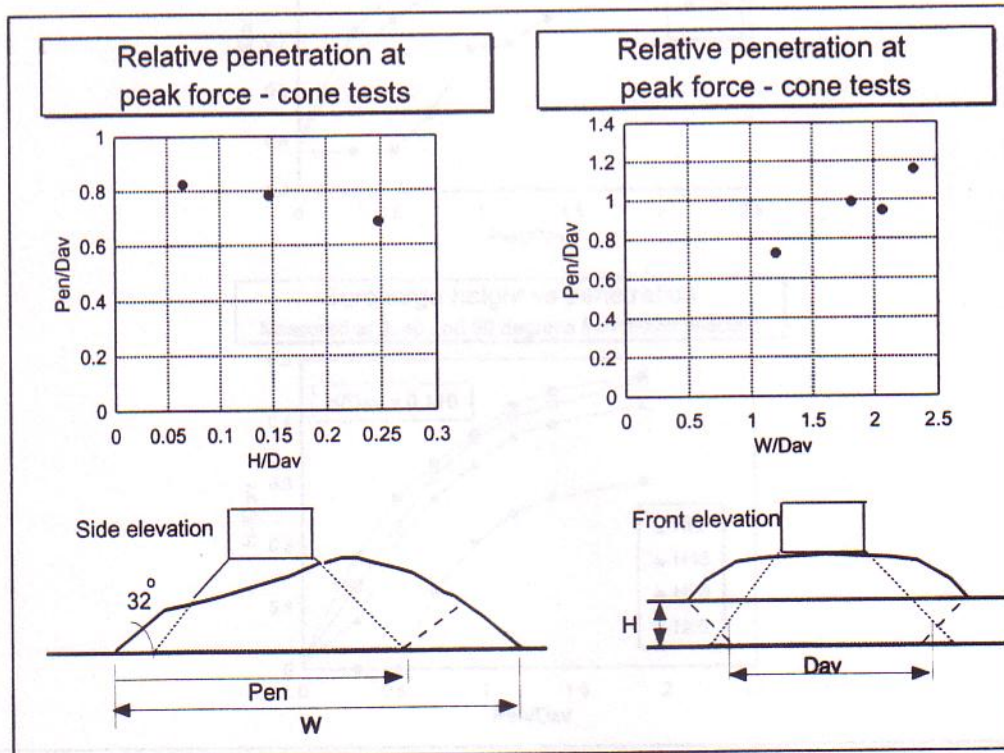 Relative penetration at
peak force - cone tests
1
0.8
0.6
0.4
0.2
0
0 0.05 0.1 0.15 0.2 0.25 0.3
Pen/Dav
H/Dav
Relative penetration at
peak force - cone tests
1.4
1.2
1
0.8
0.6
0.4
0.2
0
0 0.5 1 1.5 2 2.5
Pen/Dav
W/Dav
Side elevation
32°
Pen
W
Front elevation
H
Dav